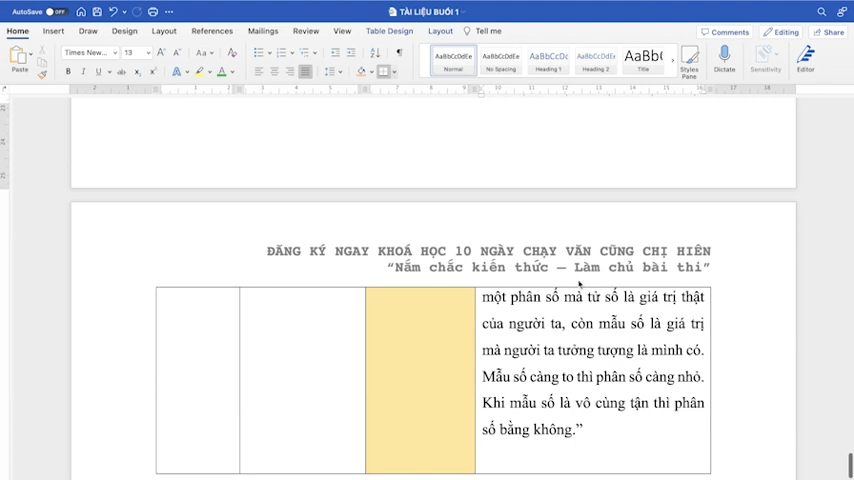 AutoSave OFF
TÀI LIỆU BUỔI 1
Home Insert Draw Design Layout References Mailings Review View Table Design Layout Tell me
Comments Editing Share
Paste
Times New... 13
AaBbCcDdEe AaBbCcDdEe AaBbCcDc AaBbCcDdEe AaBb(
Normal No Spacing Heading 1 Heading 2 Title
Styles Pane
Dictate
Sensitivity
Editor
ĐĂNG KÝ NGAY KHOÁ HỌC 10 NGÀY CHẠY VĂN CŨNG CHỊ HIÊN
“Nắm chắc kiến thức – Làm chủ bài thi”
một phân số mà tử số là giá trị thật
của người ta, còn mẫu số là giá trị
mà người ta tưởng tượng là mình có.
Mẫu số càng to thì phân số càng nhỏ.
Khi mẫu số là vô cùng tận thì phân
số bằng không.”